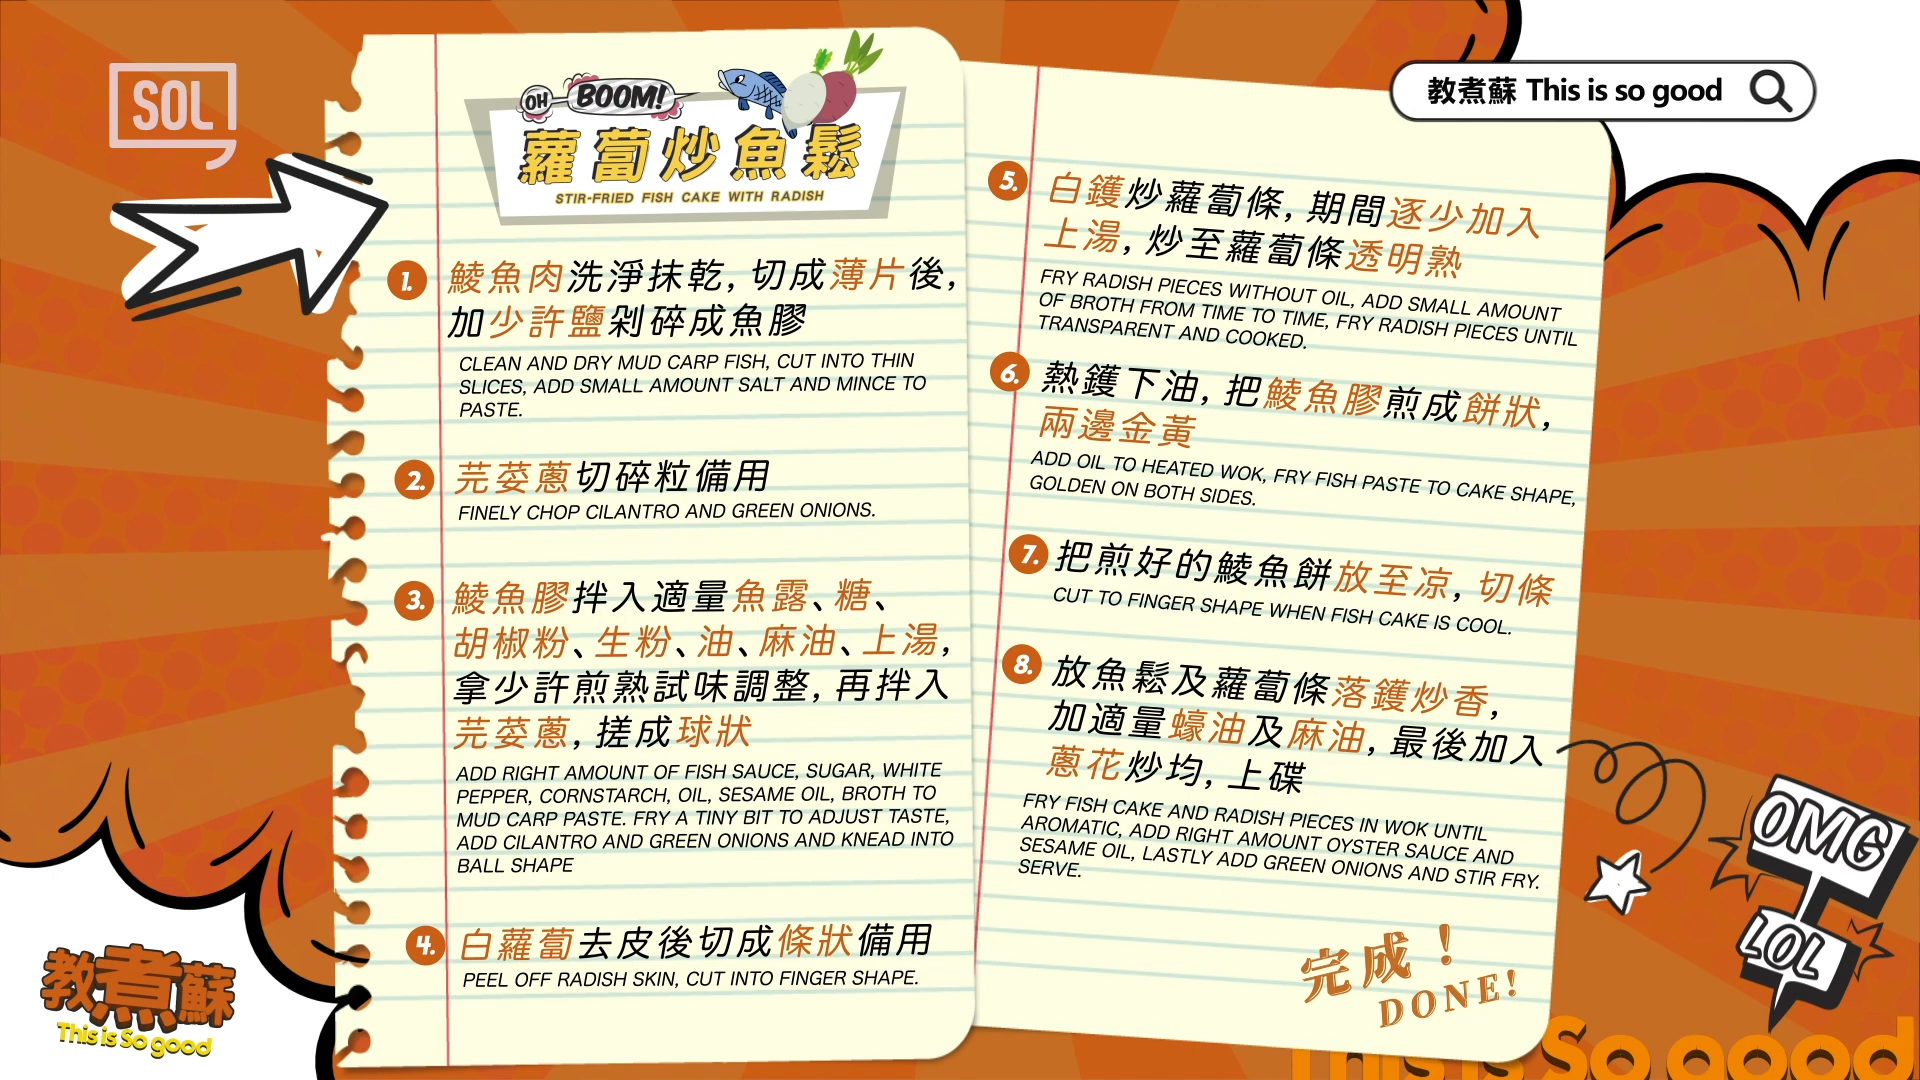 SOL
OH BOOM!
蘿蔔炒魚鬆
STIR-FRIED FISH CAKE WITH RADISH
1. 鯪魚肉洗淨抹乾, 切成薄片後,
加少許鹽剁碎成魚膠
CLEAN AND DRY MUD CARP FISH, CUT INTO THIN
SLICES, ADD SMALL AMOUNT SALT AND MINCE TO
PASTE.
2. 芫荽蔥切碎粒備用
FINELY CHOP CILANTRO AND GREEN ONIONS.
3. 鯪魚膠拌入適量魚露、糖、
胡椒粉、生粉、油、麻油、上湯,
拿少許煎熟試味調整, 再拌入
芫荽蔥, 搓成球狀
ADD RIGHT AMOUNT OF FISH SAUCE, SUGAR, WHITE
PEPPER, CORNSTARCH, OIL, SESAME OIL, BROTH TO
MUD CARP PASTE. FRY A TINY BIT TO ADJUST TASTE,
ADD CILANTRO AND GREEN ONIONS AND KNEAD INTO
BALL SHAPE
4. 白蘿蔔去皮後切成條狀備用
PEEL OFF RADISH SKIN, CUT INTO FINGER SHAPE.
教煮蘇 This is so good
5. 白鑊炒蘿蔔條, 期間逐少加入
上湯, 炒至蘿蔔條透明熟
FRY RADISH PIECES WITHOUT OIL, ADD SMALL AMOUNT
OF BROTH FROM TIME TO TIME, FRY RADISH PIECES UNTIL
TRANSPARENT AND COOKED.
6. 熱鑊下油, 把鯪魚膠煎成餅狀,
兩邊金黃
ADD OIL TO HEATED WOK, FRY FISH PASTE TO CAKE SHAPE,
GOLDEN ON BOTH SIDES.
7. 把煎好的鯪魚餅放至凉, 切條
CUT TO FINGER SHAPE WHEN FISH CAKE IS COOL.
8. 放魚鬆及蘿蔔條落鑊炒香,
加適量蠔油及麻油, 最後加入
蔥花炒均, 上碟
FRY FISH CAKE AND RADISH PIECES IN WOK UNTIL
AROMATIC, ADD RIGHT AMOUNT OYSTER SAUCE AND
SESAME OIL, LASTLY ADD GREEN ONIONS AND STIR FRY.
SERVE.
完成！
DONE!
OMG
LOL
教煮蘇
This is So good
This is So good